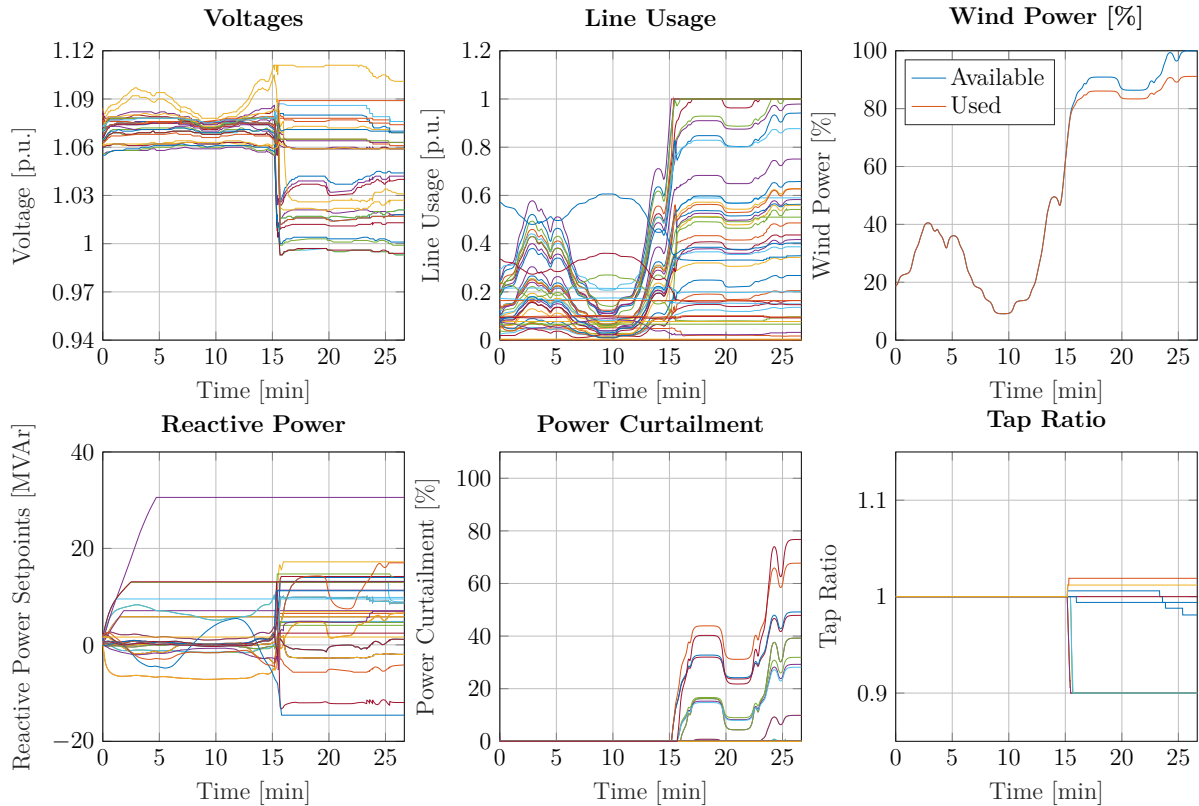 Voltages
Voltage [p.u.]
1.12
1.09
1.06
1.03
1
0.97
0.94
0 5 10 15 20 25
Time [min]
Line Usage
Line Usage [p.u.]
1.2
1
0.8
0.6
0.4
0.2
0
0 5 10 15 20 25
Time [min]
Wind Power [%]
Wind Power [%]
100
80
60
40
20
0
Available
Used
0 5 10 15 20 25
Time [min]
Reactive Power
Reactive Power Setpoints [MVAr]
40
20
0
−20
0 5 10 15 20 25
Time [min]
Power Curtailment
Power Curtailment [%]
100
80
60
40
20
0
0 5 10 15 20 25
Time [min]
Tap Ratio
Tap Ratio
1.1
1
0.9
0 5 10 15 20 25
Time [min]